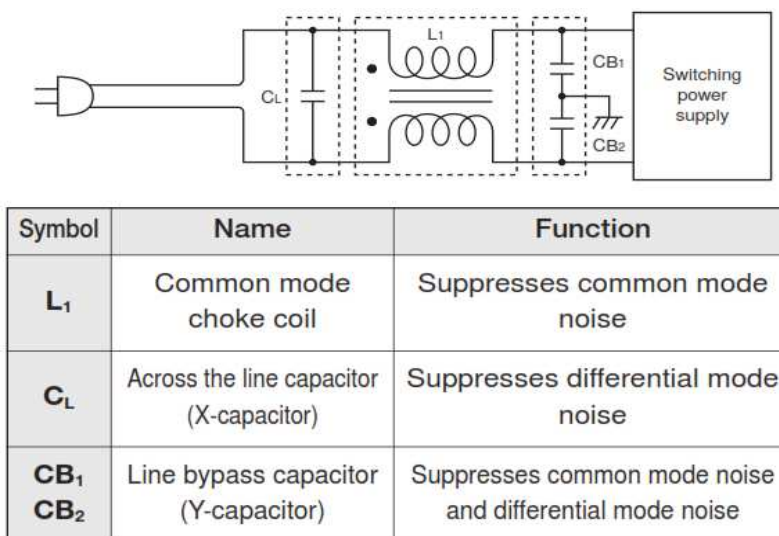 L₁
C_L
CB₁
CB₂
Switching
power
supply
Symbol Name Function
L₁ Common mode choke coil Suppresses common mode noise
C_L Across the line capacitor (X-capacitor) Suppresses differential mode noise
CB₁ CB₂ Line bypass capacitor (Y-capacitor) Suppresses common mode noise and differential mode noise